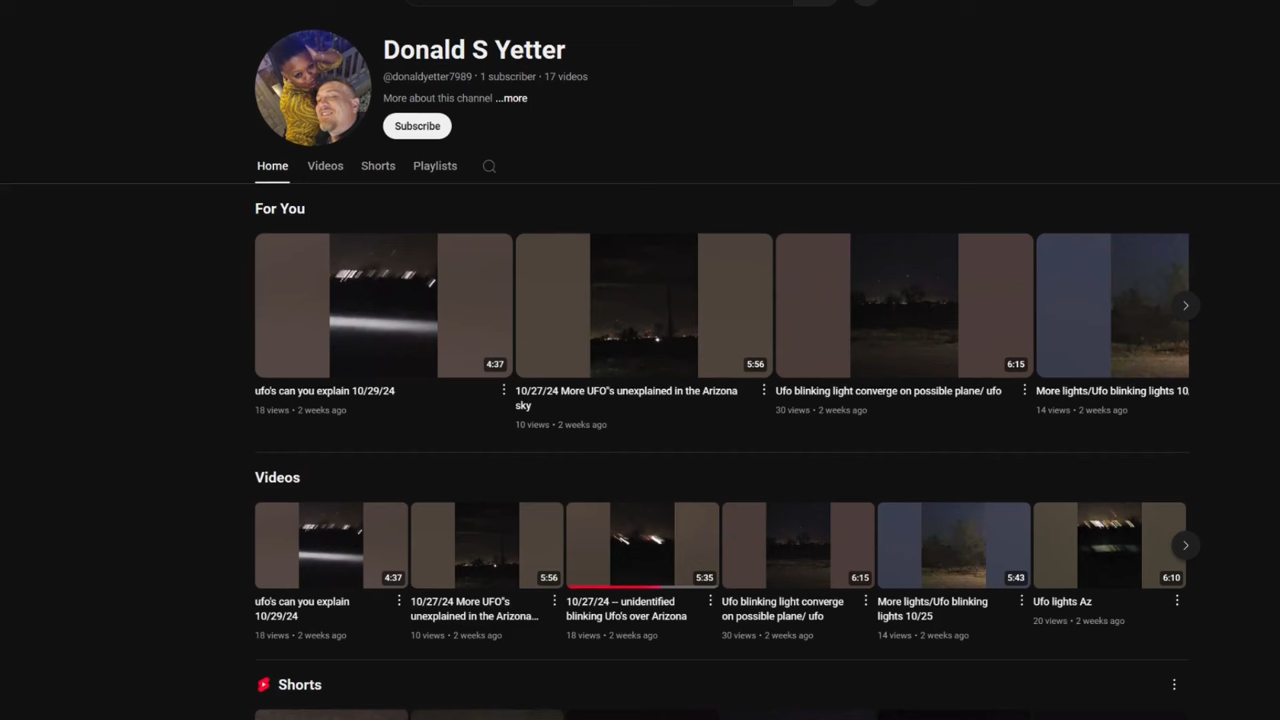 Donald S Yetter
@donaldyetter7989 · 1 subscriber · 17 videos
More about this channel ...more
Subscribe
Home Videos Shorts Playlists
For You
4:37
5:56
6:15
ufo's can you explain 10/29/24
18 views • 2 weeks ago
10/27/24 More UFO"s unexplained in the Arizona
sky
10 views • 2 weeks ago
Ufo blinking light converge on possible plane/ ufo
30 views • 2 weeks ago
More lights/Ufo blinking lights 10/
14 views • 2 weeks ago
Videos
4:37
5:56
5:35
6:15
5:43
6:10
ufo's can you explain
10/29/24
18 views • 2 weeks ago
10/27/24 More UFO"s
unexplained in the Arizona...
10 views • 2 weeks ago
10/27/24 -- unidentified
blinking Ufo's over Arizona
18 views • 2 weeks ago
Ufo blinking light converge
on possible plane/ ufo
30 views • 2 weeks ago
More lights/Ufo blinking
lights 10/25
14 views • 2 weeks ago
Ufo lights Az
20 views • 2 weeks ago
Shorts